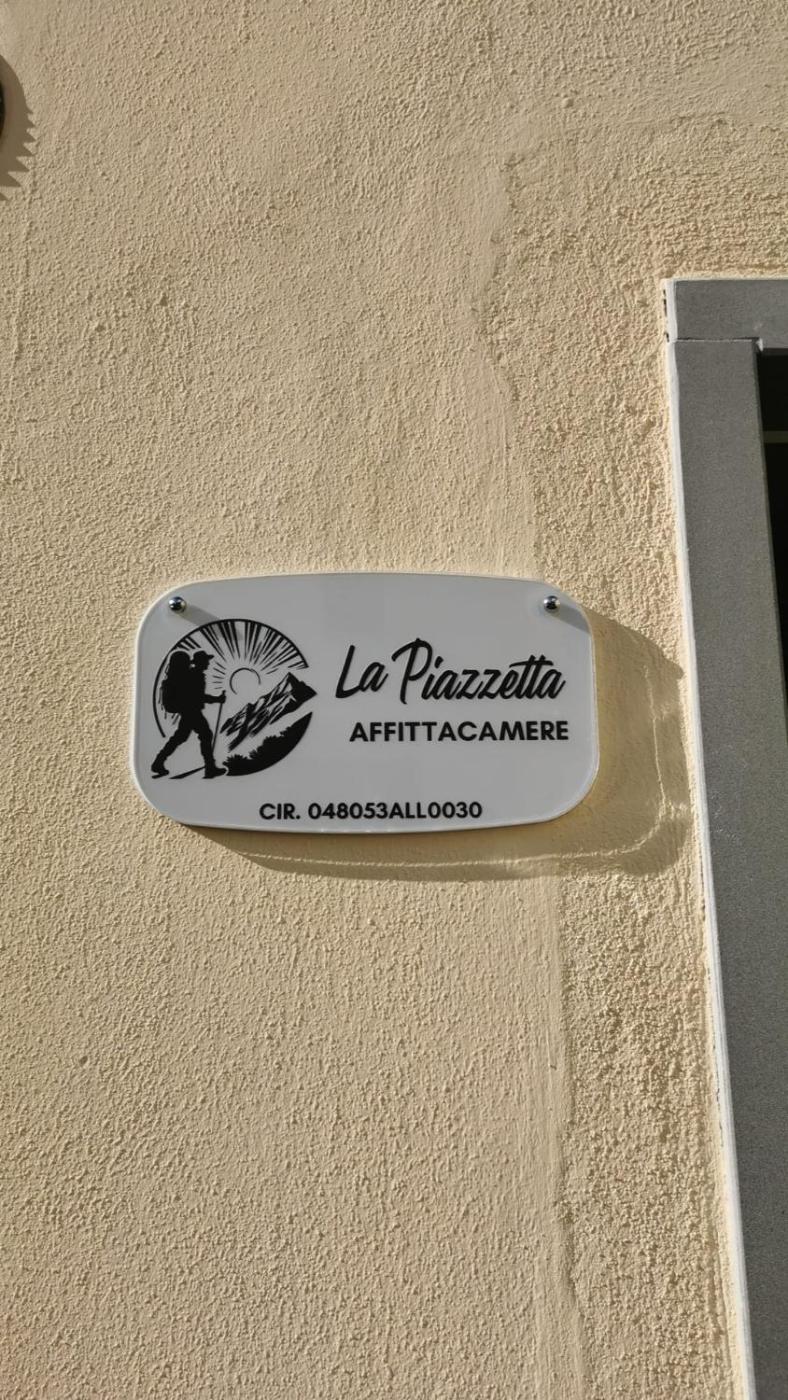 La Piazzetta
AFFITTACAMERE
CIR. 048053ALL0030